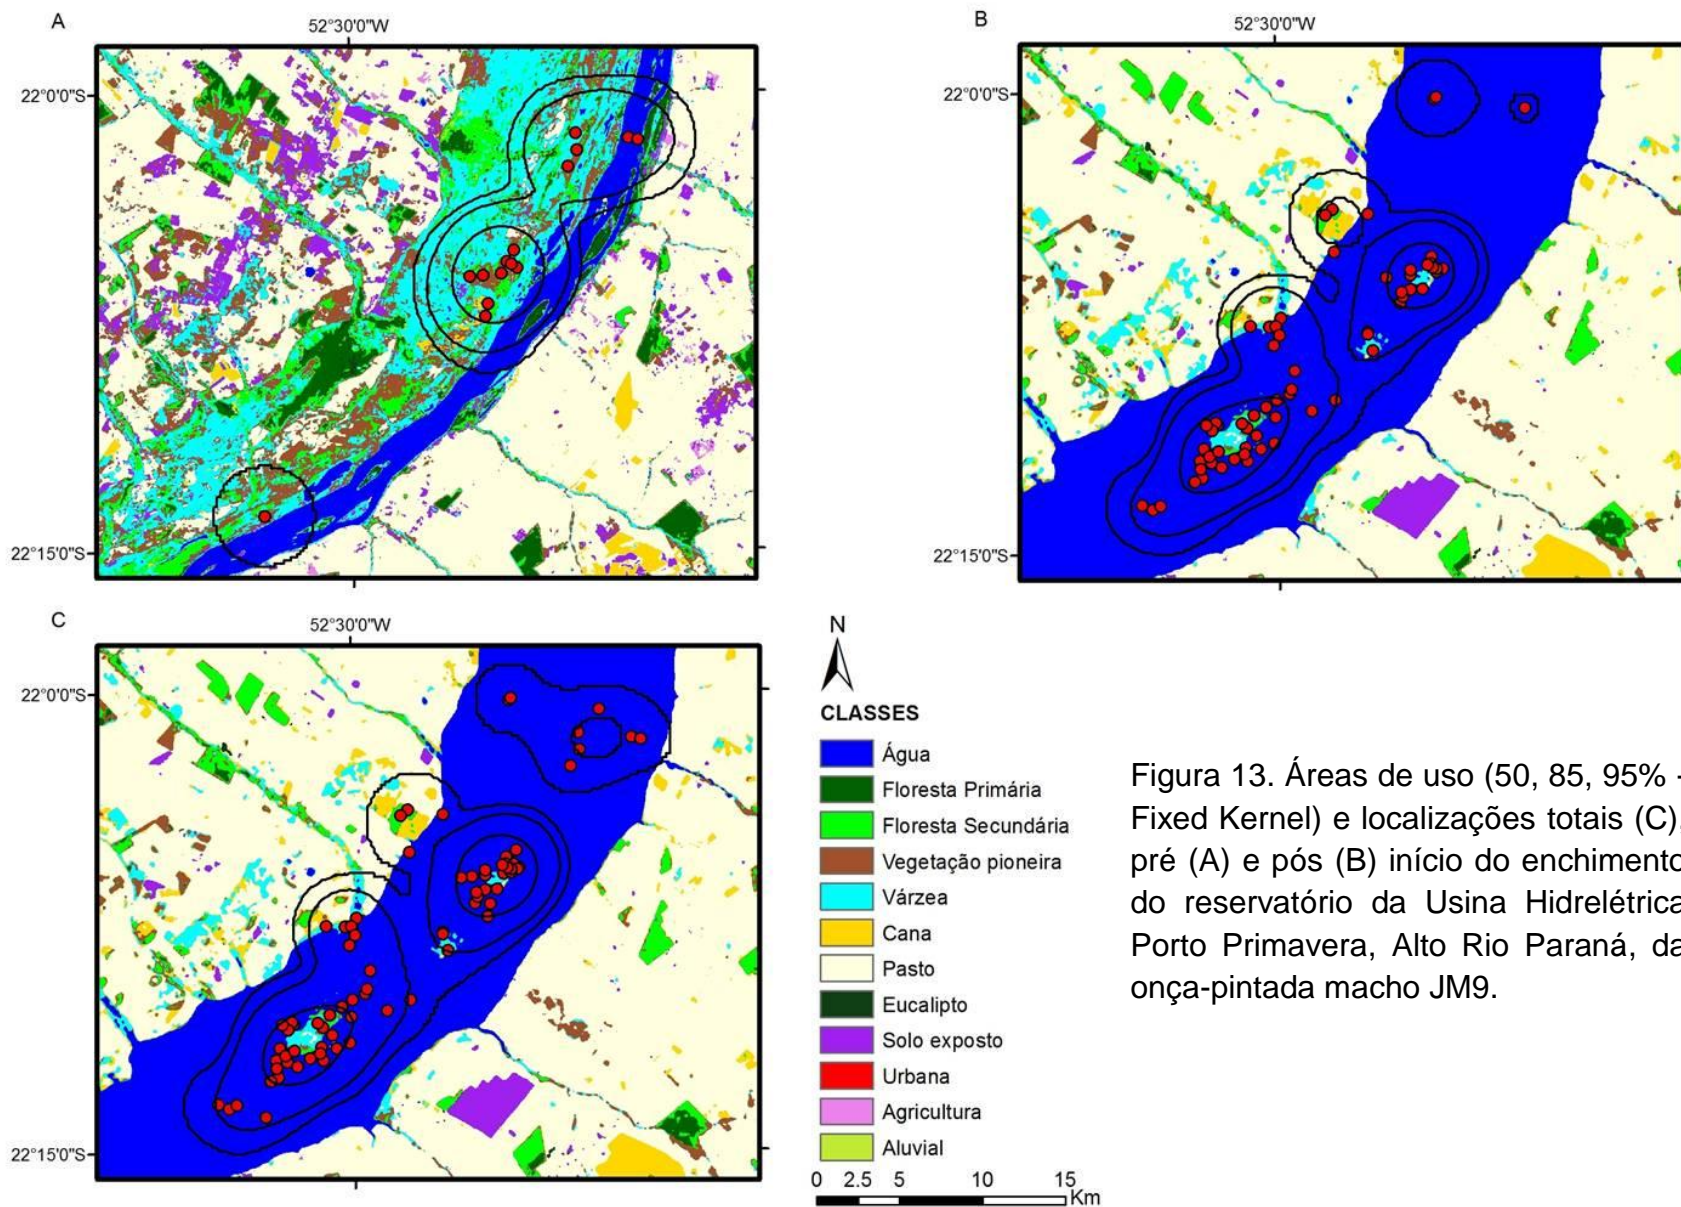 A
52°30'0"W
22°0'0"S
22°15'0"S
B
52°30'0"W
22°0'0"S
22°15'0"S
C
52°30'0"W
22°0'0"S
22°15'0"S
N
CLASSES
Água
Floresta Primária
Floresta Secundária
Vegetação pioneira
Várzea
Cana
Pasto
Eucalipto
Solo exposto
Urbana
Agricultura
Aluvial
0 2.5 5 10 15
Km
Figura 13. Áreas de uso (50, 85, 95% -
Fixed Kernel) e localizações totais (C),
pré (A) e pós (B) início do enchimento
do reservatório da Usina Hidrelétrica
Porto Primavera, Alto Rio Paraná, da
onça-pintada macho JM9.